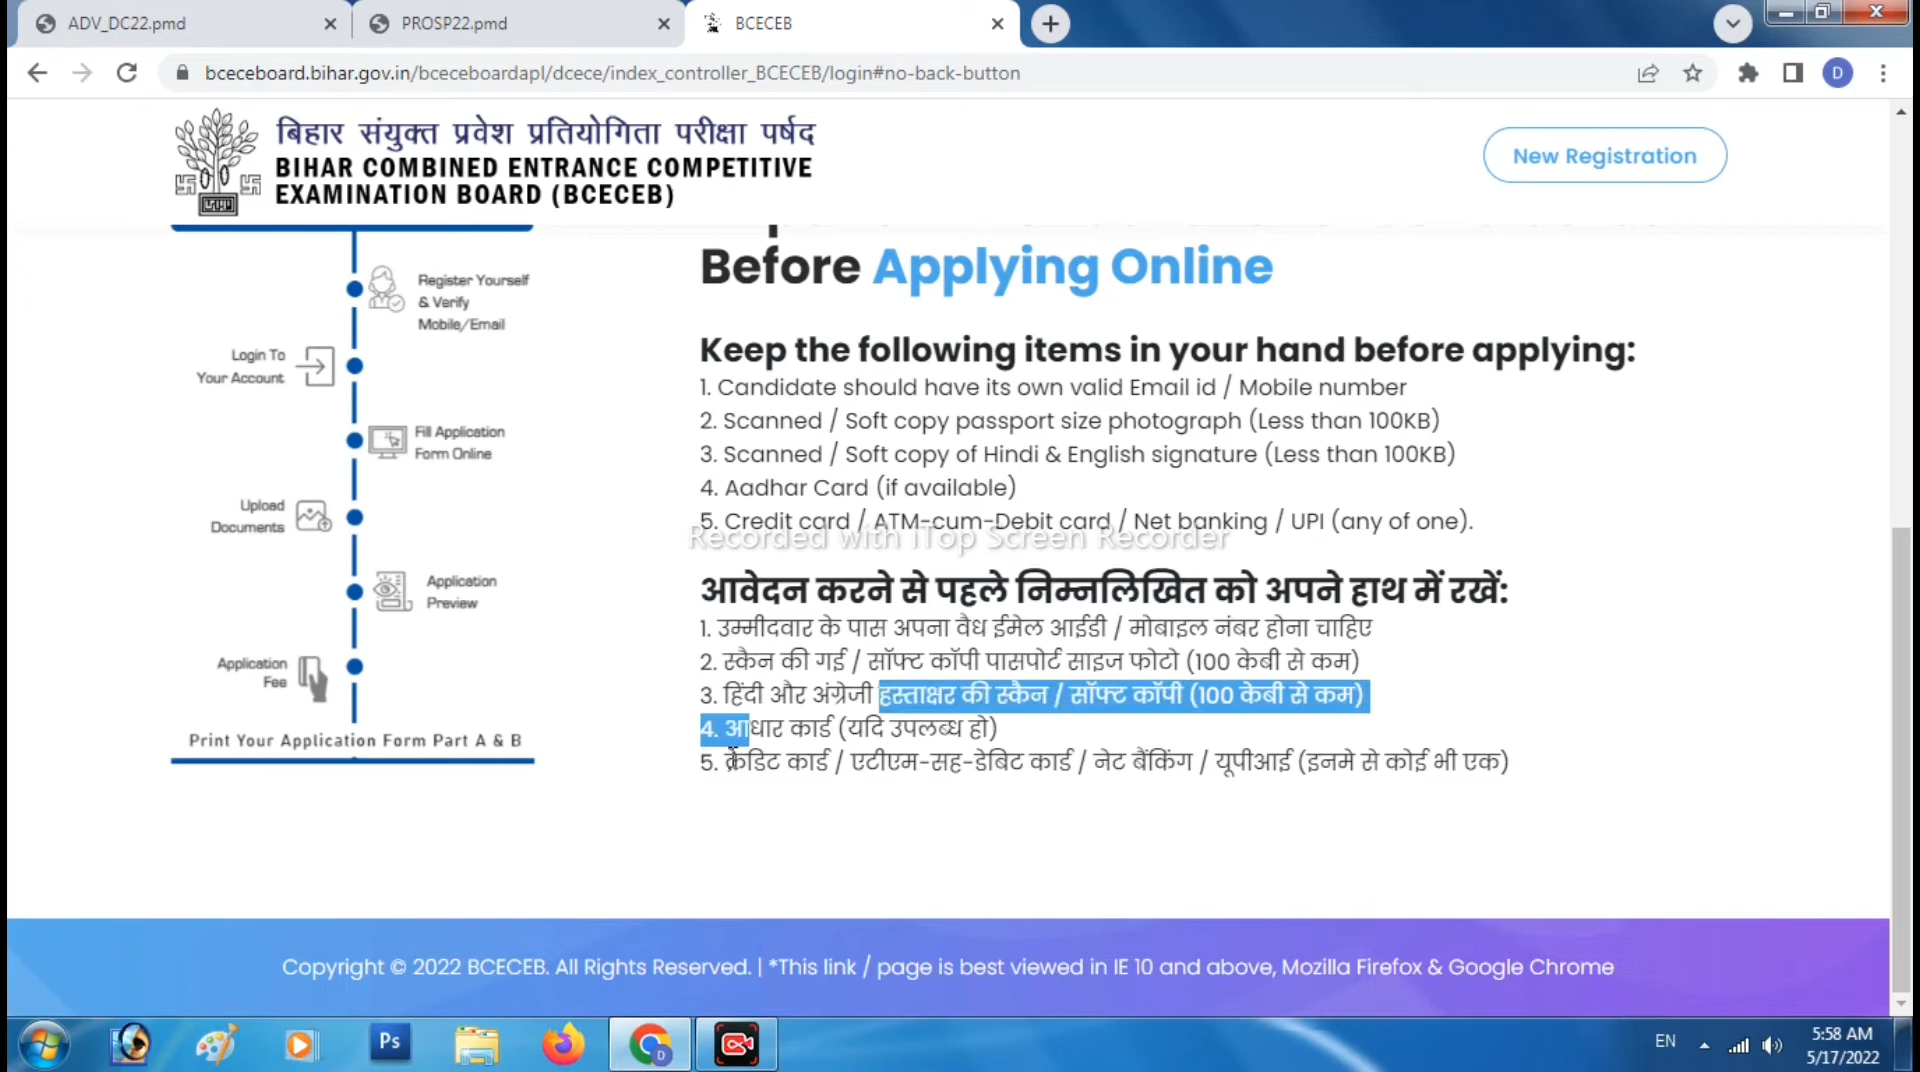 ADV_DC22.pmd
PROSP22.pmd
BCECEB
D
bceceboard.bihar.gov.in/bceceboardapl/dcece/index_controller_BCECEB/login#no-back-button
बिहार संयुक्त प्रवेश प्रतियोगिता परीक्षा पर्षद
BIHAR COMBINED ENTRANCE COMPETITIVE
EXAMINATION BOARD (BCECEB)
New Registration
Register Yourself
& Verify
Mobile/Email
Login To
Your Account
Fill Application
Form Online
Upload
Documents
Application
Preview
Application
Fee
Print Your Application Form Part A & B
Before Applying Online
Keep the following items in your hand before applying:
1. Candidate should have its own valid Email id / Mobile number
2. Scanned / Soft copy passport size photograph (Less than 100KB)
3. Scanned / Soft copy of Hindi & English signature (Less than 100KB)
4. Aadhar Card (if available)
5. Credit card / ATM-cum-Debit card / Net banking / UPI (any of one).
Recorded with iTop Screen Recorder
आवेदन करने से पहले निम्नलिखित को अपने हाथ में रखें:
1. उम्मीदवार के पास अपना वैध ईमेल आईडी / मोबाइल नंबर होना चाहिए
2. स्कैन की गई / सॉफ्ट कॉपी पासपोर्ट साइज फोटो (100 केबी से कम)
3. हिंदी और अंग्रेजी हस्ताक्षर की स्कैन / सॉफ्ट कॉपी (100 केबी से कम)
4. आधार कार्ड (यदि उपलब्ध हो)
5. क्रेडिट कार्ड / एटीएम-सह-डेबिट कार्ड / नेट बैंकिंग / यूपीआई (इनमे से कोई भी एक)
Copyright © 2022 BCECEB. All Rights Reserved. | *This link / page is best viewed in IE 10 and above, Mozilla Firefox & Google Chrome
Ps
D
EN
5:58 AM
5/17/2022